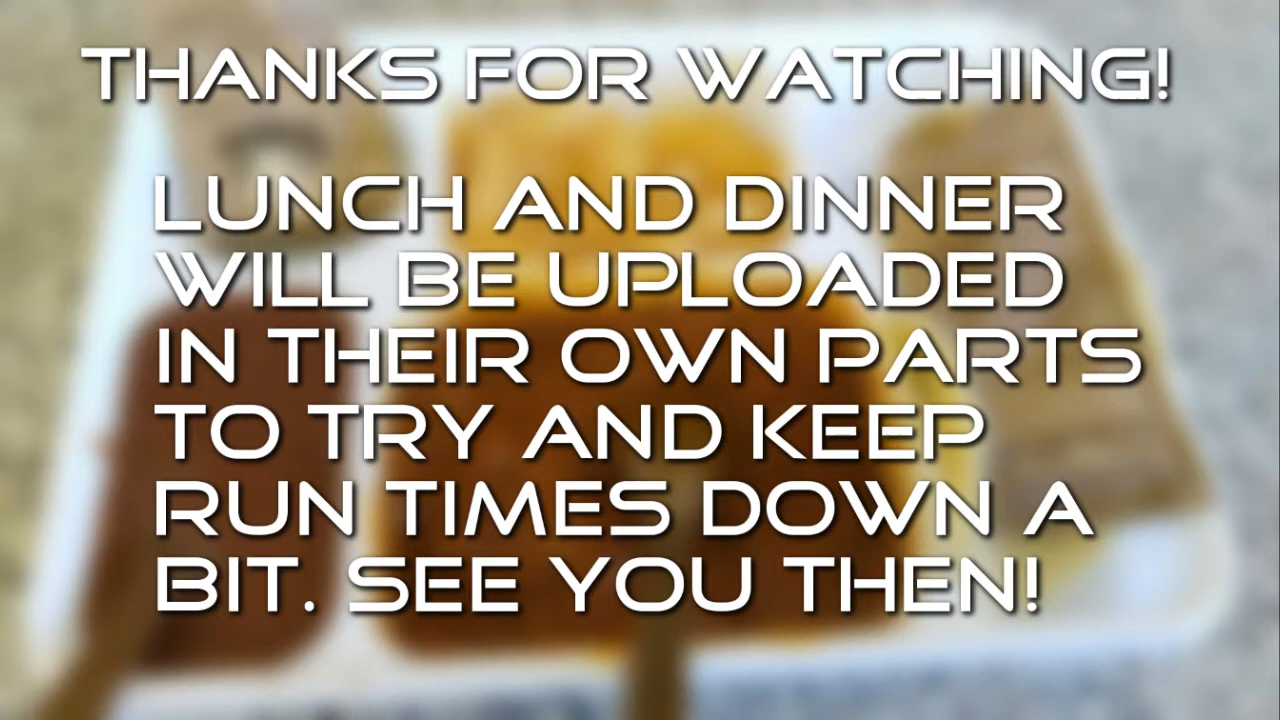 THANKS FOR WATCHING!
LUNCH AND DINNER
WILL BE UPLOADED
IN THEIR OWN PARTS
TO TRY AND KEEP
RUN TIMES DOWN A
BIT. SEE YOU THEN!